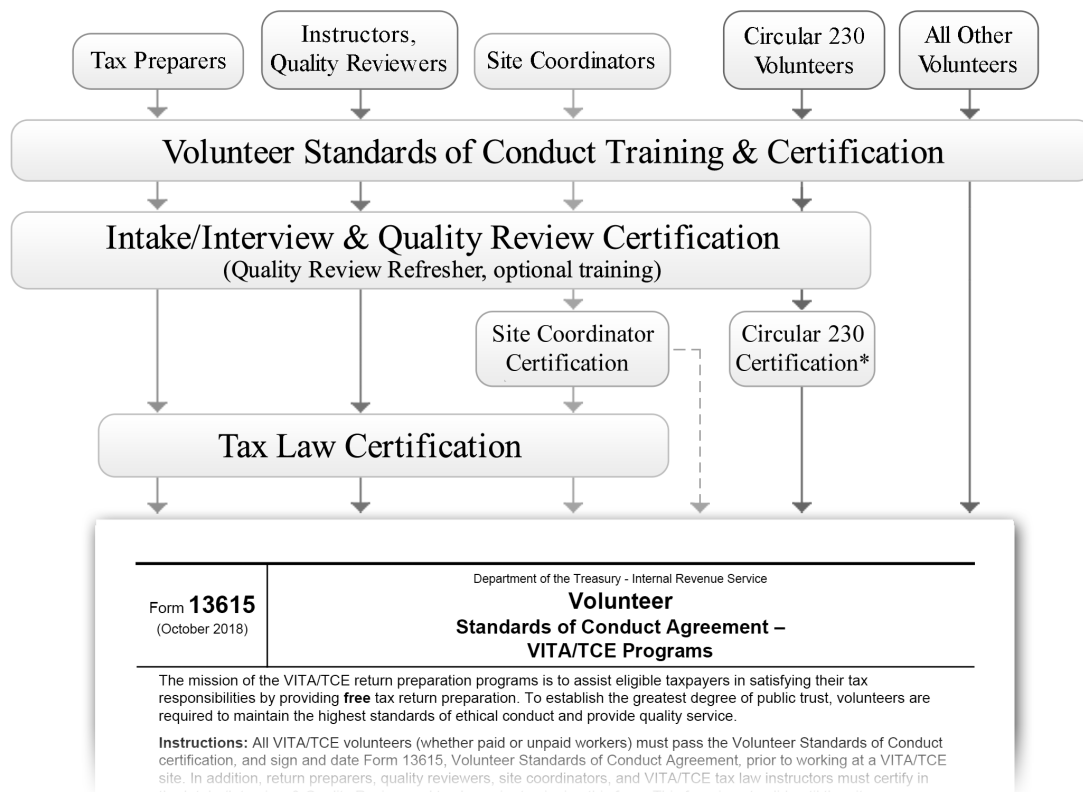 Tax Preparers
Instructors,
Quality Reviewers
Site Coordinators
Circular 230
Volunteers
All Other
Volunteers
Volunteer Standards of Conduct Training & Certification
Intake/Interview & Quality Review Certification
(Quality Review Refresher, optional training)
Site Coordinator
Certification
Circular 230
Certification*
Tax Law Certification
Form 13615
(October 2018)
Department of the Treasury - Internal Revenue Service
Volunteer
Standards of Conduct Agreement –
VITA/TCE Programs
The mission of the VITA/TCE return preparation programs is to assist eligible taxpayers in satisfying their tax
responsibilities by providing free tax return preparation. To establish the greatest degree of public trust, volunteers are
required to maintain the highest standards of ethical conduct and provide quality service.
Instructions: All VITA/TCE volunteers (whether paid or unpaid workers) must pass the Volunteer Standards of Conduct
certification, and sign and date Form 13615, Volunteer Standards of Conduct Agreement, prior to working at a VITA/TCE
site. In addition, return preparers, quality reviewers, site coordinators, and VITA/TCE tax law instructors must certify in